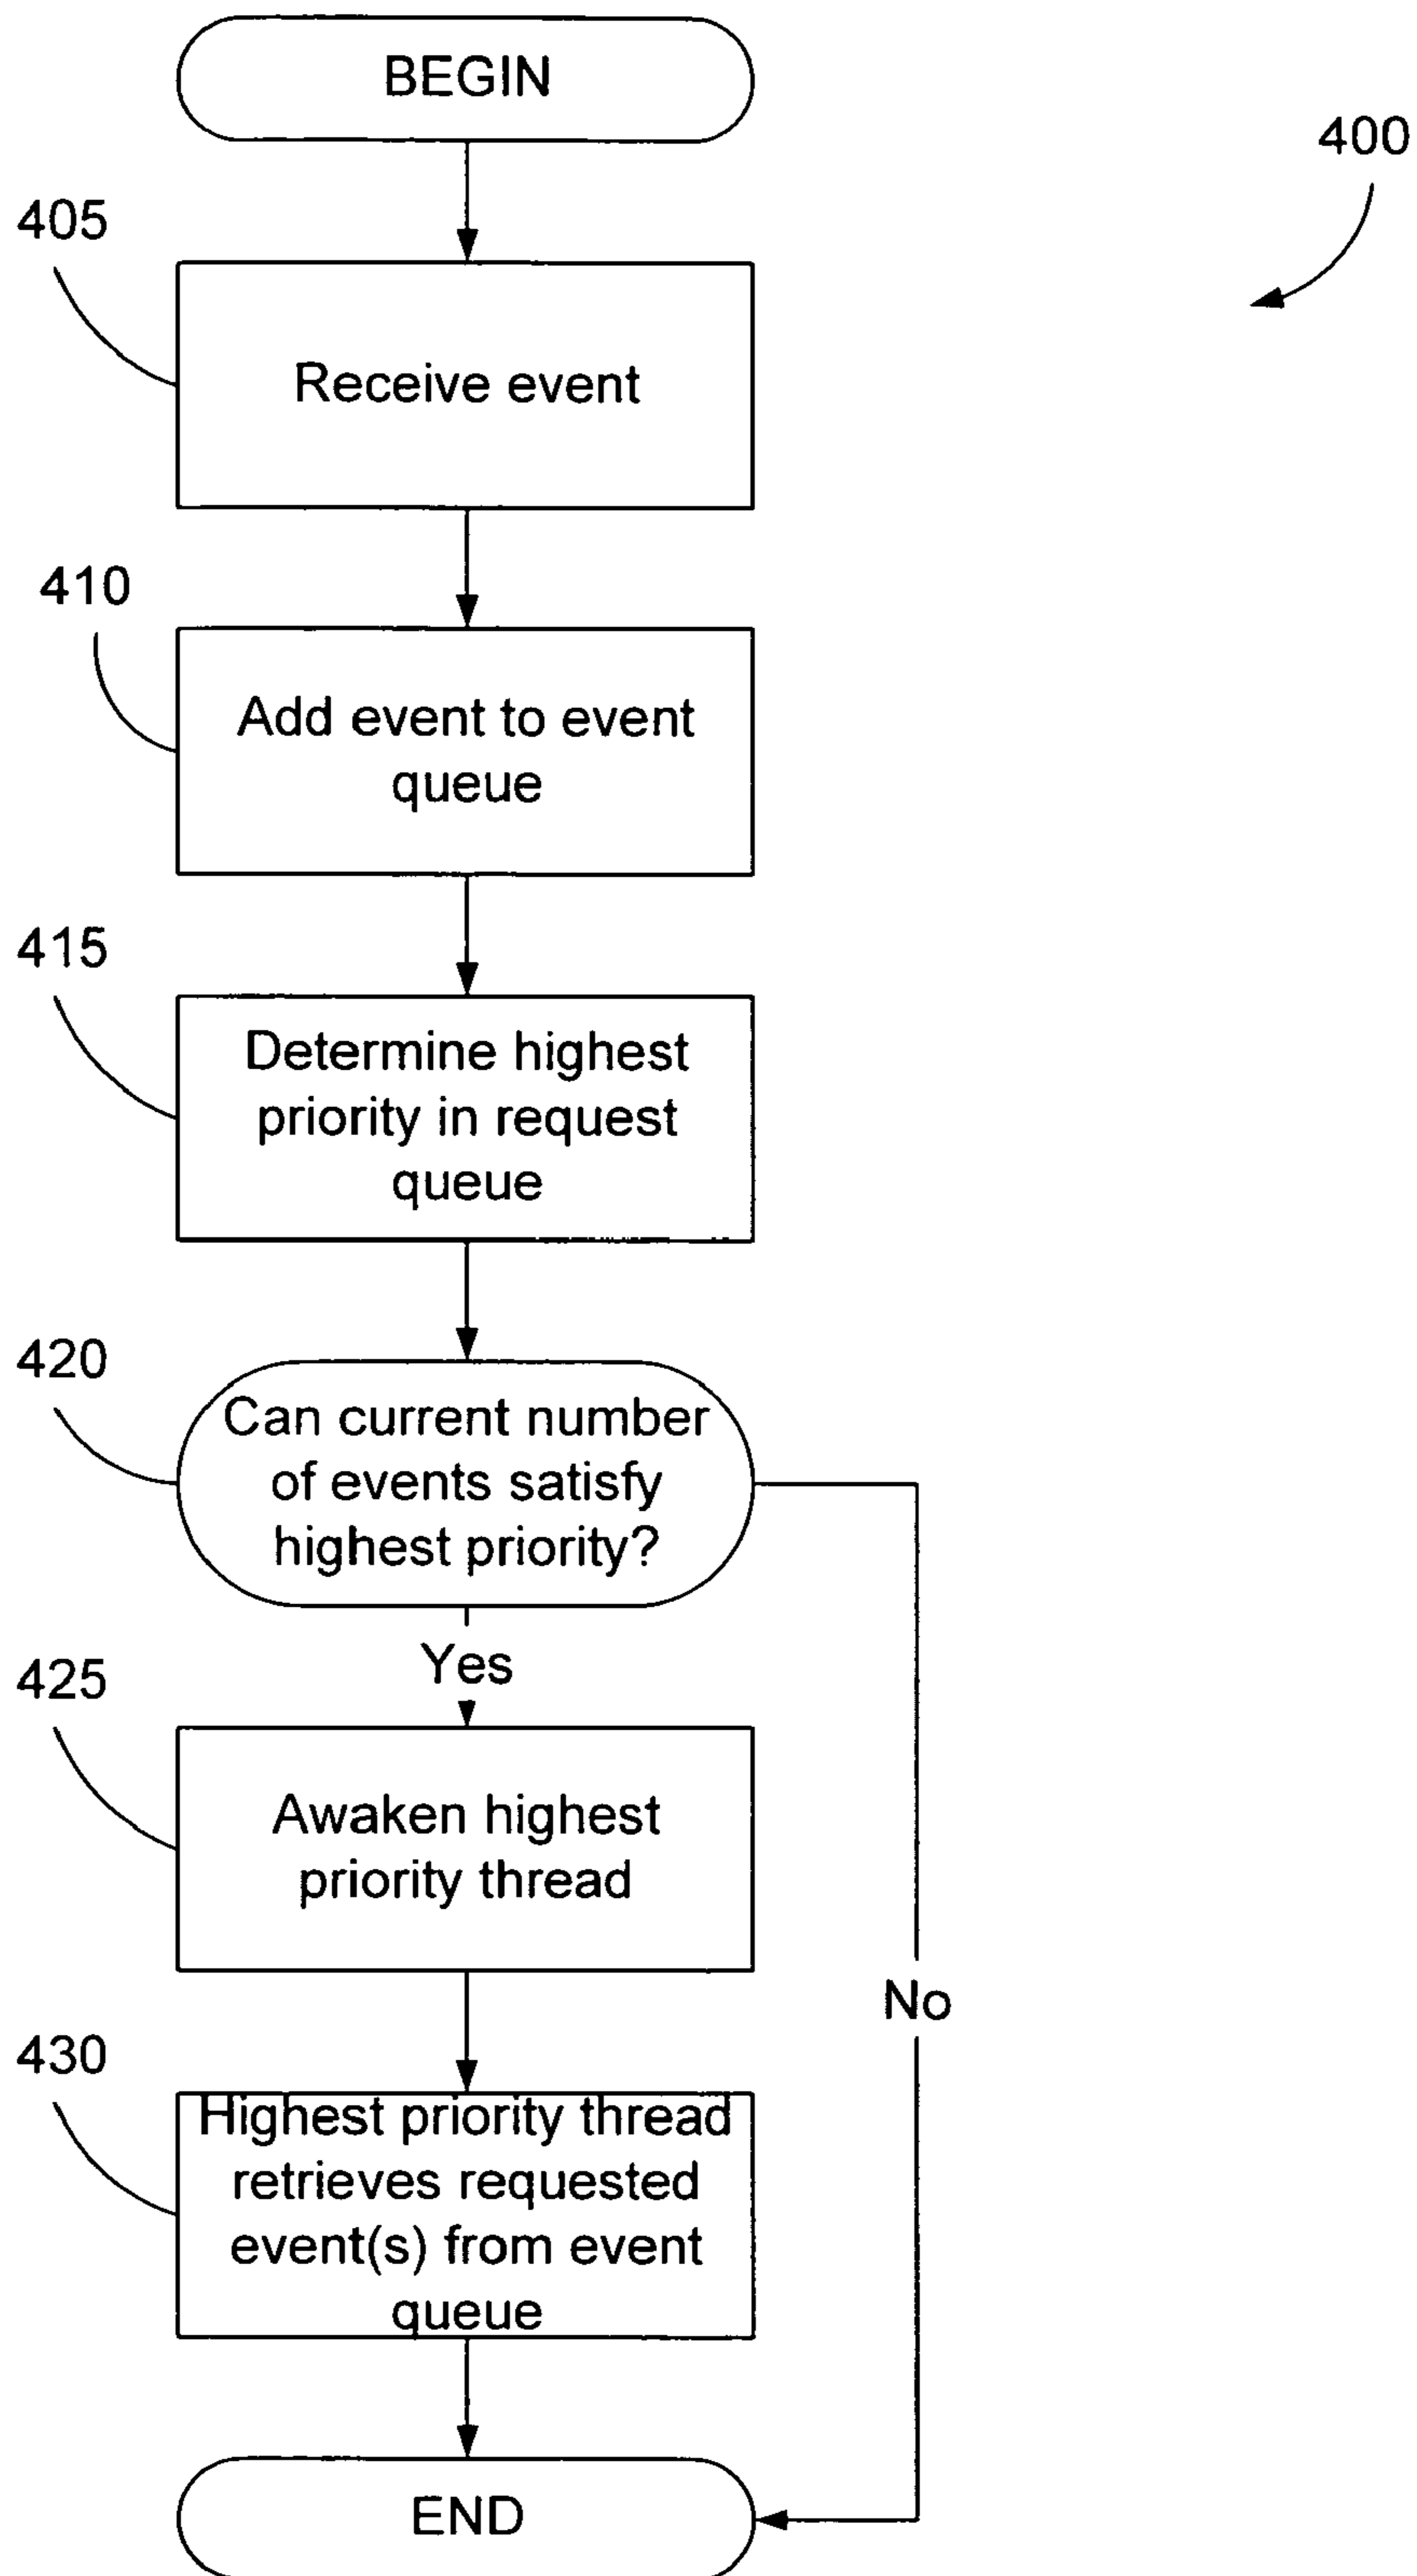 BEGIN
400
405
Receive event
410
Add event to event
queue
415
Determine highest
priority in request
queue
420
Can current number
of events satisfy
highest priority?
Yes
425
Awaken highest
priority thread
No
430
Highest priority thread
retrieves requested
event(s) from event
queue
END